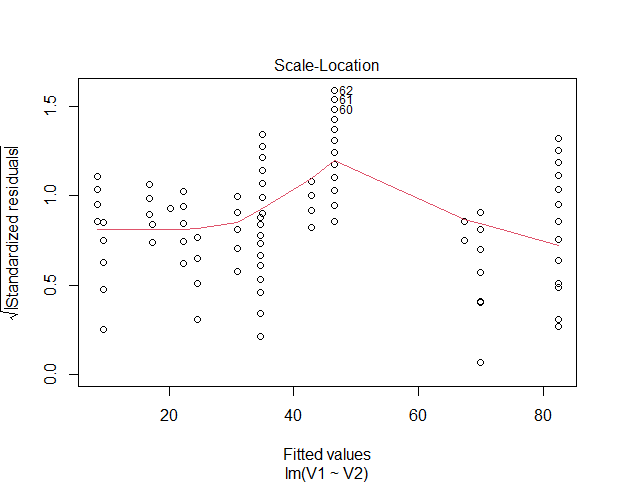 Scale-Location
62
61
60
1.5
1.0
0.5
0.0
√|Standardized residuals|
20 40 60 80
Fitted values
lm(V1 ~ V2)